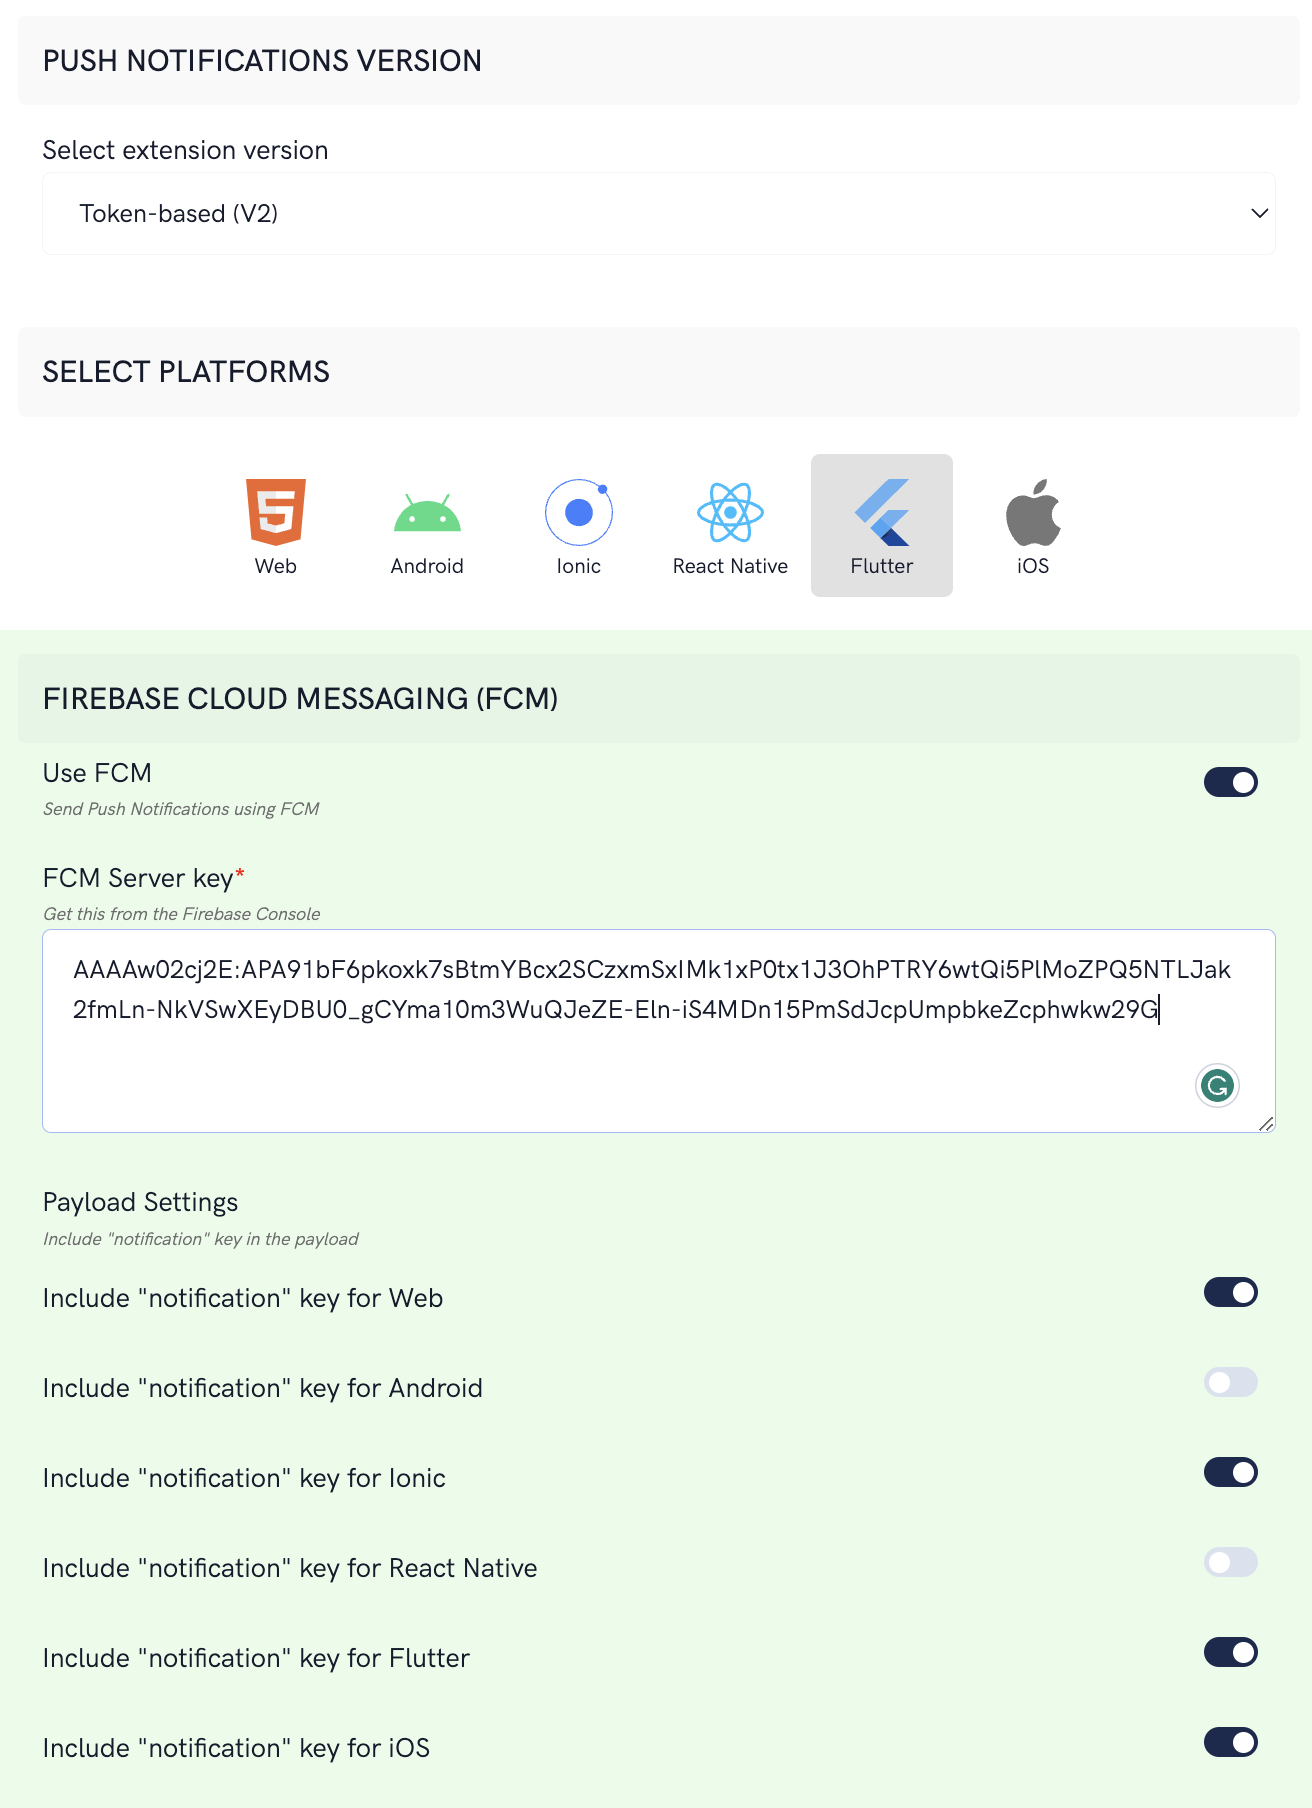 PUSH NOTIFICATIONS VERSION
Select extension version
Token-based (V2)
SELECT PLATFORMS
Web
Android
Ionic
React Native
Flutter
iOS
FIREBASE CLOUD MESSAGING (FCM)
Use FCM
Send Push Notifications using FCM
FCM Server key*
Get this from the Firebase Console
AAAAw02cj2E:APA91bF6pkoxk7sBtmYBcx2SCzxmSxIMk1xP0tx1J3OhPTRY6wtQi5PlMoZPQ5NTLJak
2fmLn-NkVSwXEyDBU0_gCYma10m3WuQJeZE-Eln-iS4MDn15PmSdJcpUmpbkeZcphwkw29G
Payload Settings
Include "notification" key in the payload
Include "notification" key for Web
Include "notification" key for Android
Include "notification" key for Ionic
Include "notification" key for React Native
Include "notification" key for Flutter
Include "notification" key for iOS